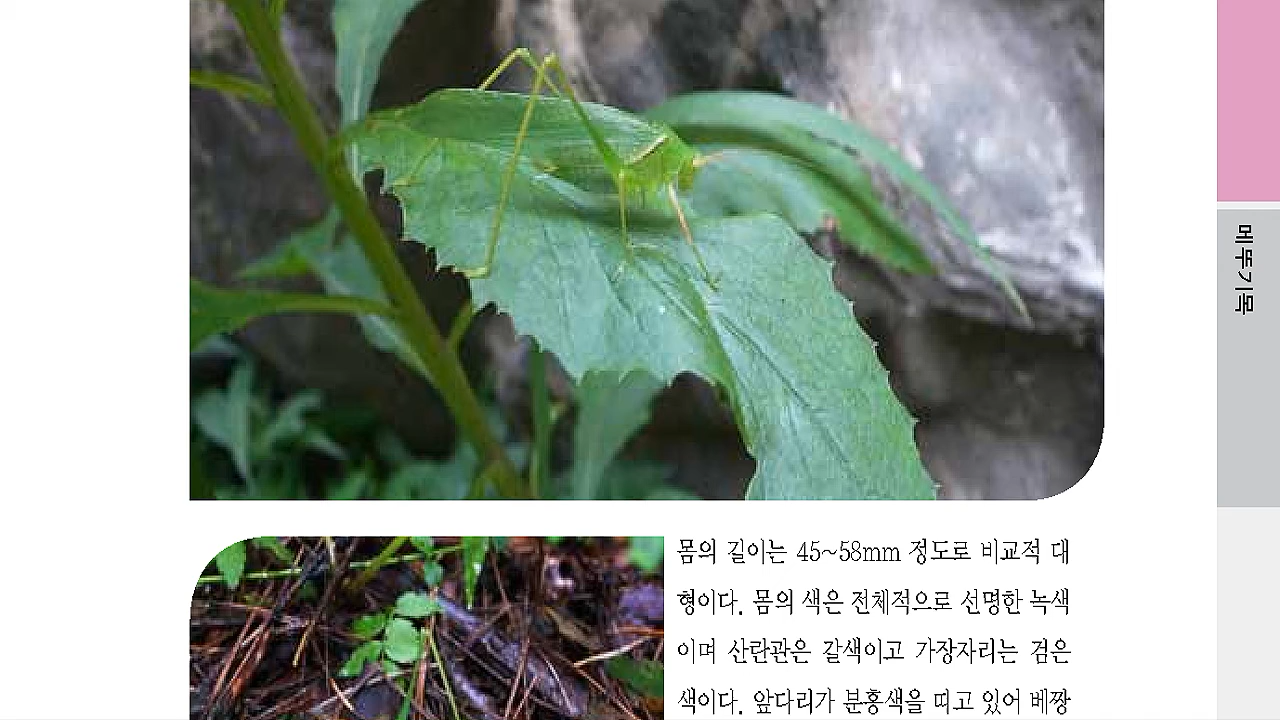 메뚜기목
몸의 길이는 45~58mm 정도로 비교적 대
형이다. 몸의 색은 전체적으로 선명한 녹색
이며 산란관은 갈색이고 가장자리는 검은
색이다. 앞다리가 분홍색을 띠고 있어 베짱